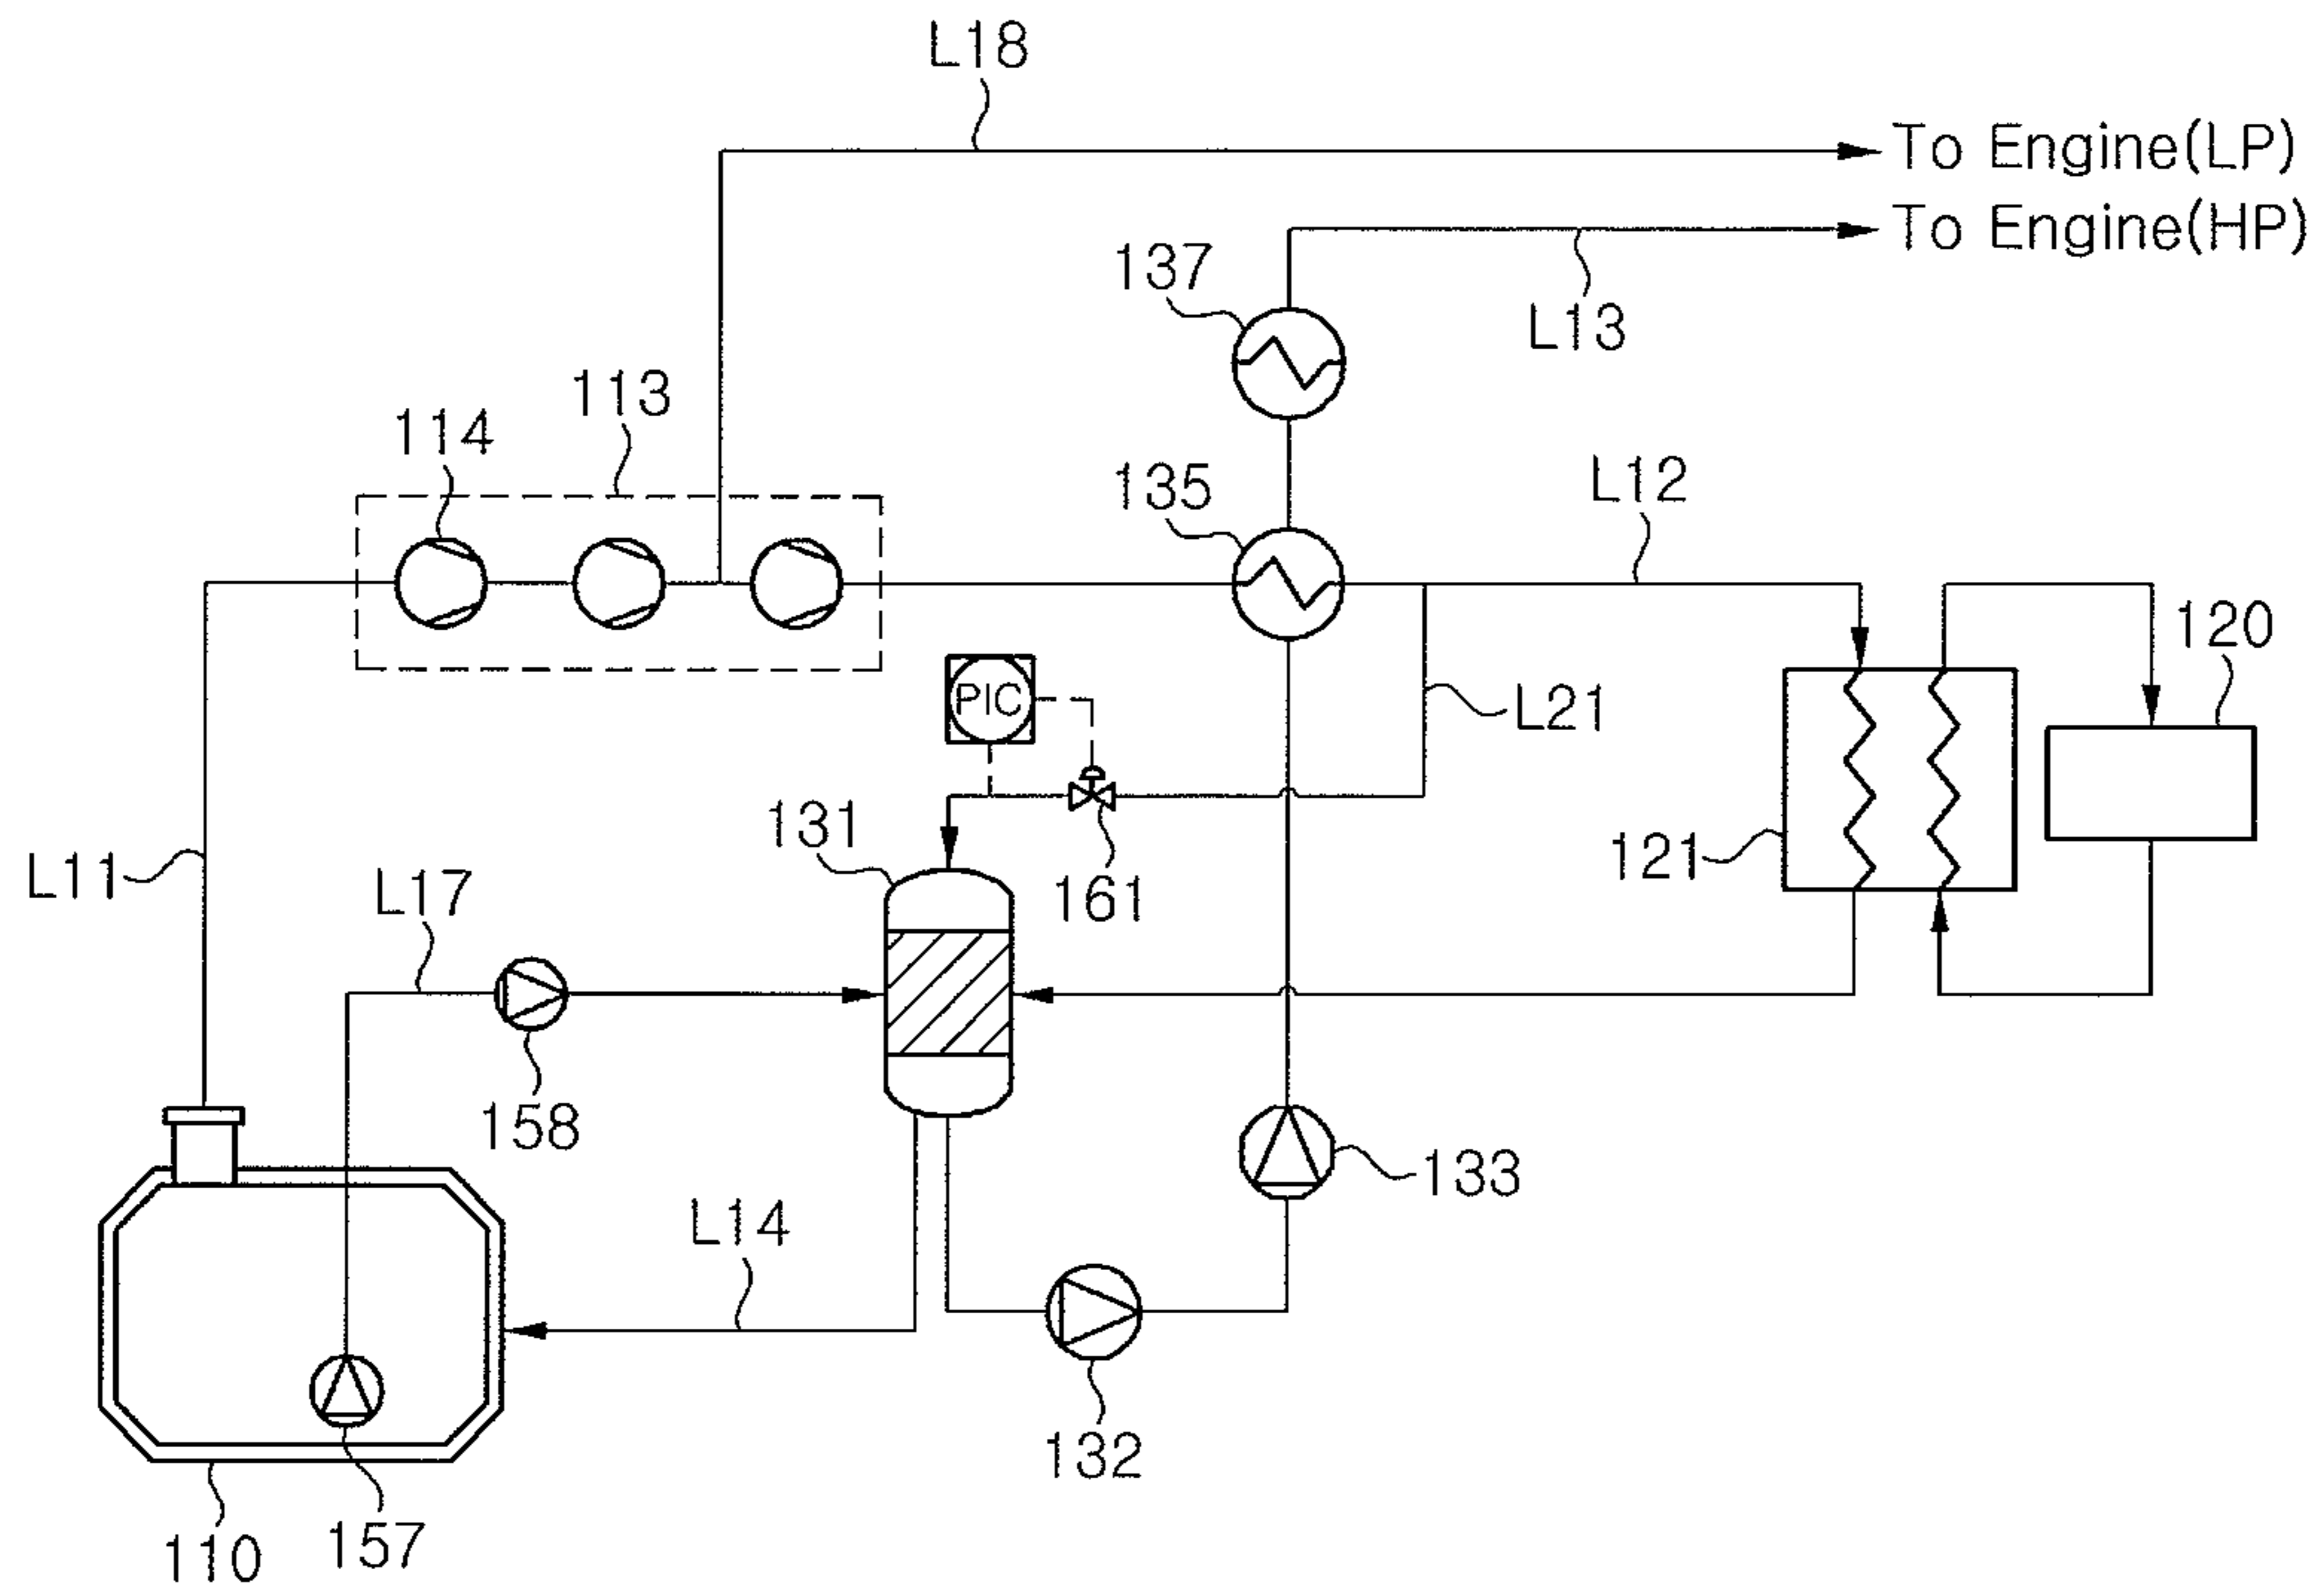 L18
To Engine(LP)
To Engine(HP)
137
L13
113
114
135
L12
120
PIC
L21
131
121
L11
L17
161
158
133
L14
132
157
110